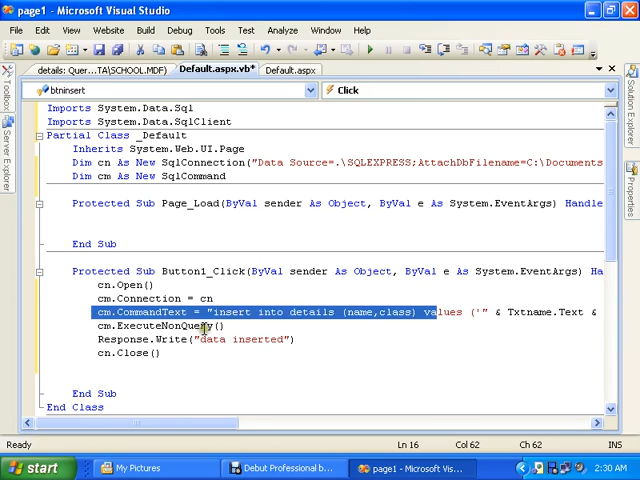 page1 - Microsoft Visual Studio
File Edit View Website Build Debug Tools Test Analyze Window Help
details: Quer...TA\SCHOOL.MDF) Default.aspx.vb* Default.aspx
btninsert Click
Imports System.Data.Sql
Imports System.Data.SqlClient
Partial Class _Default
Inherits System.Web.UI.Page
Dim cn As New SqlConnection("Data Source=.\SQLEXPRESS;AttachDbFilename=C:\Documents
Dim cm As New SqlCommand
Protected Sub Page_Load(ByVal sender As Object, ByVal e As System.EventArgs) Handle
End Sub
Protected Sub Button1_Click(ByVal sender As Object, ByVal e As System.EventArgs) Ha
cn.Open()
cm.Connection = cn
cm.CommandText = "insert into details (name,class) values ('" & Txtname.Text &
cm.ExecuteNonQuery()
Response.Write("data inserted")
cn.Close()
End Sub
End Class
Toolbox
Server Explorer
Solution Explorer
Properties
Ready Ln 16 Col 62 Ch 62 INS
start My Pictures Debut Professional b... page1 - Microsoft Vis... 2:30 AM